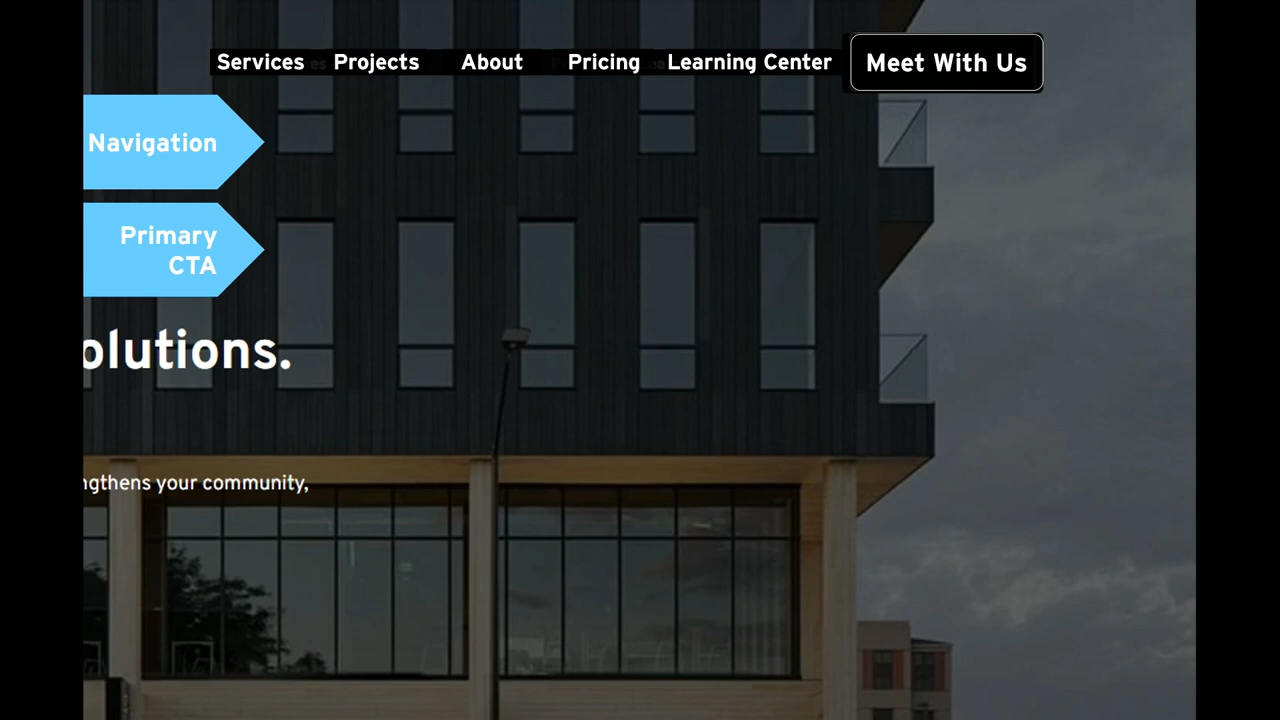 Services Projects About Pricing Learning Center Meet With Us
Navigation
Primary
CTA
olutions.
ngthens your community,